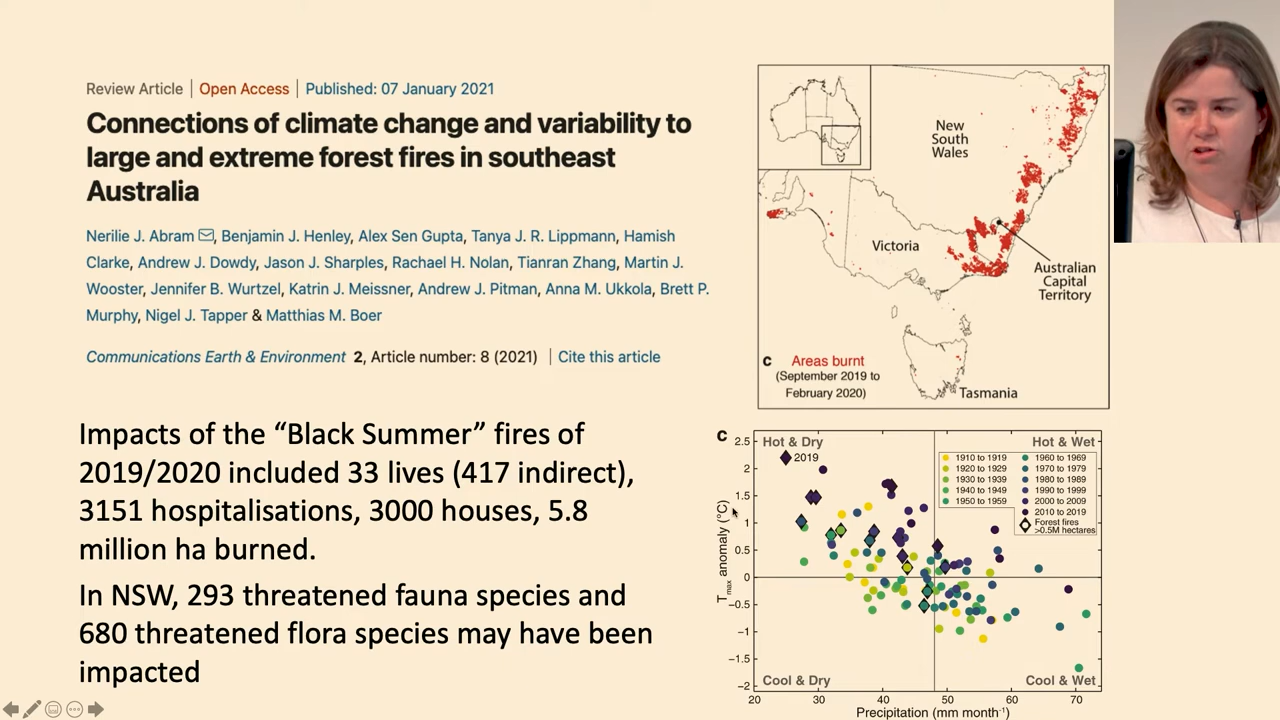 Review Article | Open Access | Published: 07 January 2021
Connections of climate change and variability to
large and extreme forest fires in southeast
Australia
Nerilie J. Abram, Benjamin J. Henley, Alex Sen Gupta, Tanya J. R. Lippmann, Hamish
Clarke, Andrew J. Dowdy, Jason J. Sharples, Rachael H. Nolan, Tianran Zhang, Martin J.
Wooster, Jennifer B. Wurtzel, Katrin J. Meissner, Andrew J. Pitman, Anna M. Ukkola, Brett P.
Murphy, Nigel J. Tapper & Matthias M. Boer
Communications Earth & Environment 2, Article number: 8 (2021) | Cite this article
Impacts of the “Black Summer” fires of
2019/2020 included 33 lives (417 indirect),
3151 hospitalisations, 3000 houses, 5.8
million ha burned.
In NSW, 293 threatened fauna species and
680 threatened flora species may have been
impacted
New
South
Wales
Victoria
Australian
Capital
Territory
c Areas burnt
(September 2019 to
February 2020)
Tasmania
c
Hot & Dry
Hot & Wet
2019
1910 to 1919
1920 to 1929
1930 to 1939
1940 to 1949
1950 to 1959
1960 to 1969
1970 to 1979
1980 to 1989
1990 to 1999
2000 to 2009
2010 to 2019
Forest fires
>0.5M hectares
2.5
2
1.5
1
0.5
0
−0.5
−1
−1.5
−2
Tmax anomaly (°C)
Cool & Dry
Cool & Wet
20 30 40 50 60 70
Precipitation (mm month-1)